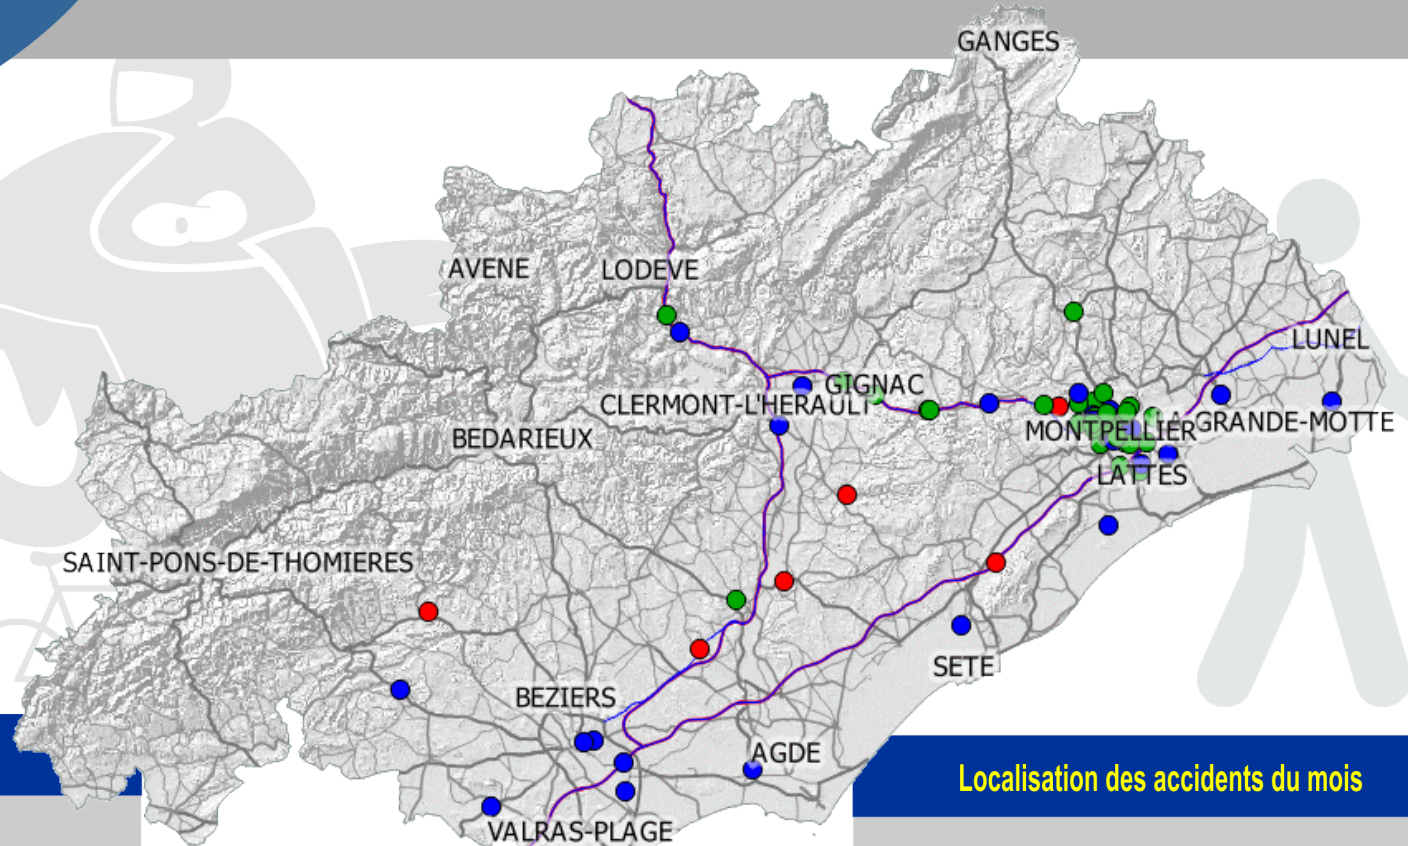 GANGES
AVENE
LODEVE
LUNEL
GIGNAC
CLERMONT-L'HERAULT
LA GRANDE-MOTTE
MONTPELLIER
BEDARIEUX
LATTES
SAINT-PONS-DE-THOMIERES
SETE
BEZIERS
AGDE
Localisation des accidents du mois
VALRAS-PLAGE